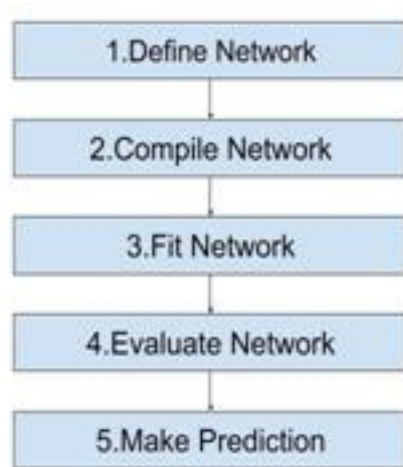 1.Define Network
2.Compile Network
3.Fit Network
4.Evaluate Network
5.Make Prediction